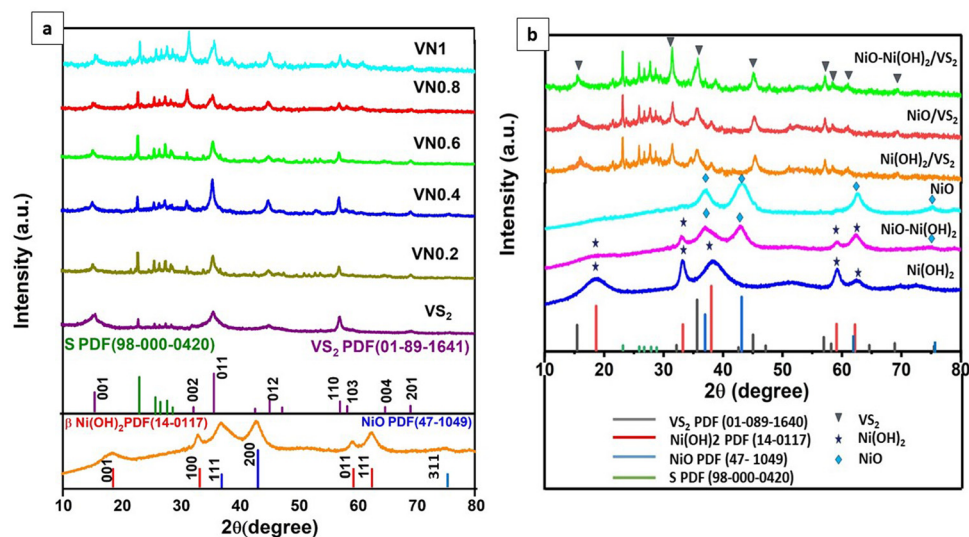 a
VN1
VN0.8
VN0.6
VN0.4
VN0.2
VS2
S PDF(98-000-0420)
VS2 PDF(01-89-1641)
001
002
011
012
110
103
004
201
β Ni(OH)2PDF(14-0117)
NiO PDF(47-1049)
001
100
111
200
011
111
311
10 20 30 40 50 60 70 80
2θ(degree)
Intensity (a.u.)
b
NiO-Ni(OH)2/VS2
NiO/VS2
Ni(OH)2/VS2
NiO
NiO-Ni(OH)2
Ni(OH)2
10 20 30 40 50 60 70 80
2θ (degree)
Intensity (a.u.)
VS2 PDF (01-089-1640)
Ni(OH)2 PDF (14-0117)
NiO PDF (47- 1049)
S PDF (98-000-0420)
VS2
Ni(OH)2
NiO